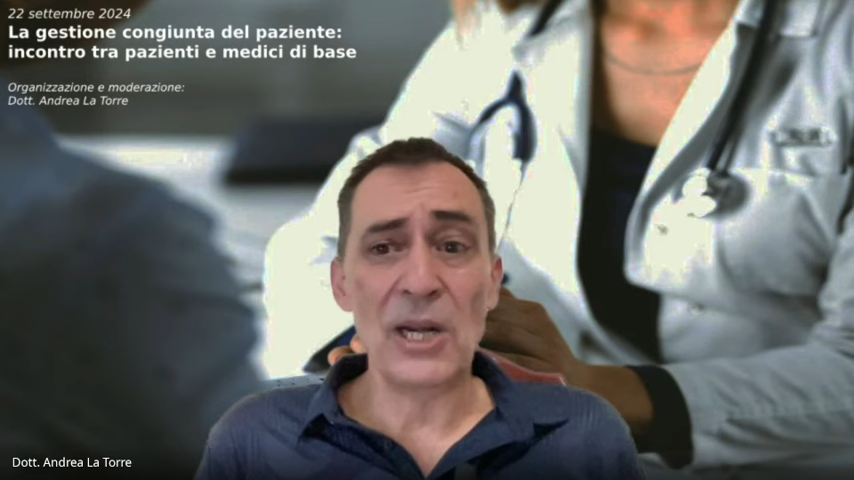 22 settembre 2024
La gestione congiunta del paziente:
incontro tra pazienti e medici di base
Organizzazione e moderazione:
Dott. Andrea La Torre
Dott. Andrea La Torre